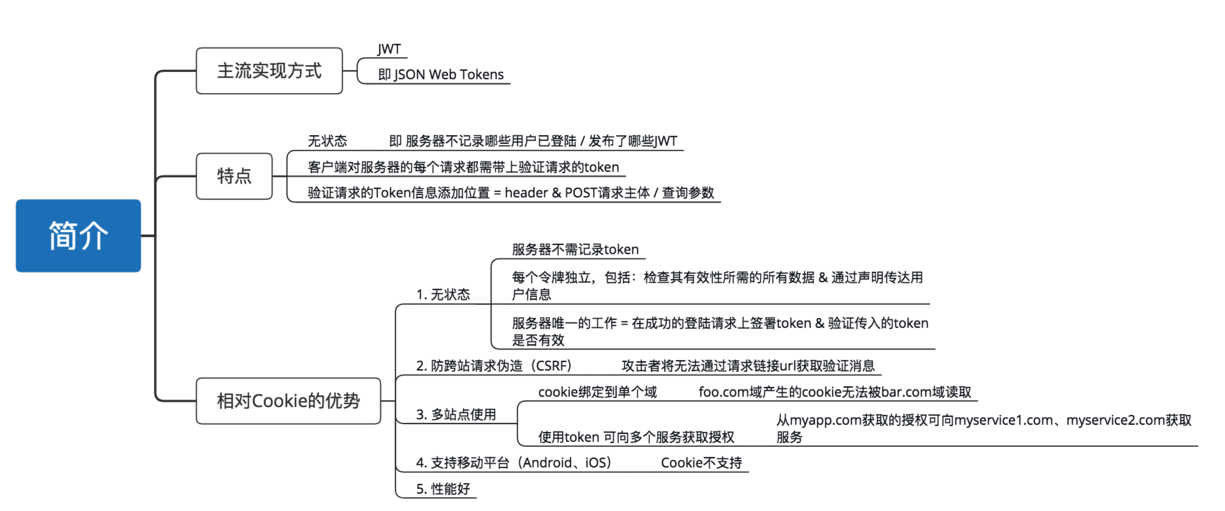 简介
主流实现方式
JWT
即 JSON Web Tokens
特点
无状态 即 服务器不记录哪些用户已登陆 / 发布了哪些JWT
客户端对服务器的每个请求都需带上验证请求的token
验证请求的Token信息添加位置 = header & POST请求主体 / 查询参数
相对Cookie的优势
1. 无状态
服务器不需记录token
每个令牌独立，包括：检查其有效性所需的所有数据 & 通过声明传达用
户信息
服务器唯一的工作 = 在成功的登陆请求上签署token & 验证传入的token
是否有效
2. 防跨站请求伪造（CSRF） 攻击者将无法通过请求链接url获取验证消息
3. 多站点使用
cookie绑定到单个域 foo.com域产生的cookie无法被bar.com域读取
使用token 可向多个服务获取授权
从myapp.com获取的授权可向myservice1.com、myservice2.com获取
服务
4. 支持移动平台（Android、iOS） Cookie不支持
5. 性能好